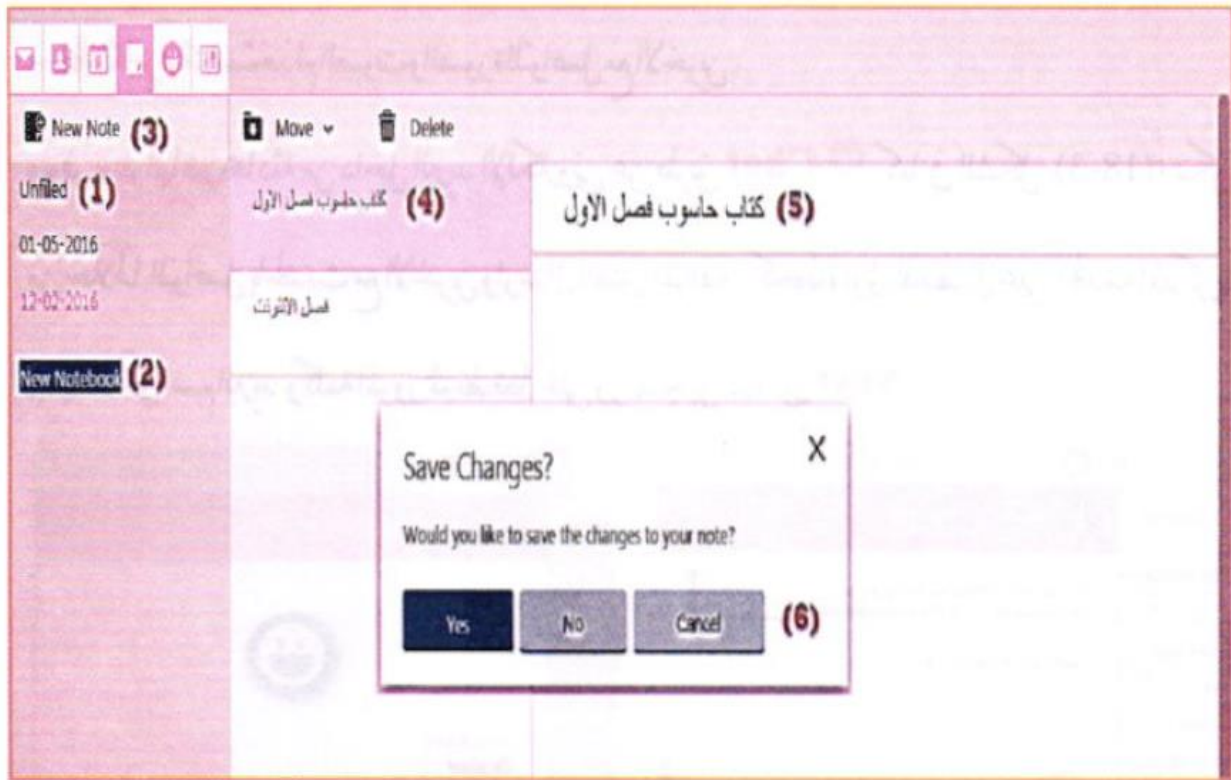 New Note (3)
Move
Delete
Unfilled (1)
01-05-2016
12-02-2016
New Notebook (2)
كتاب حاسوب فصل الاول (4)
فصل الانترنت
(5) كتاب حاسوب فصل الاول
Save Changes?
X
Would you like to save the changes to your note?
Yes
No
Cancel
(6)